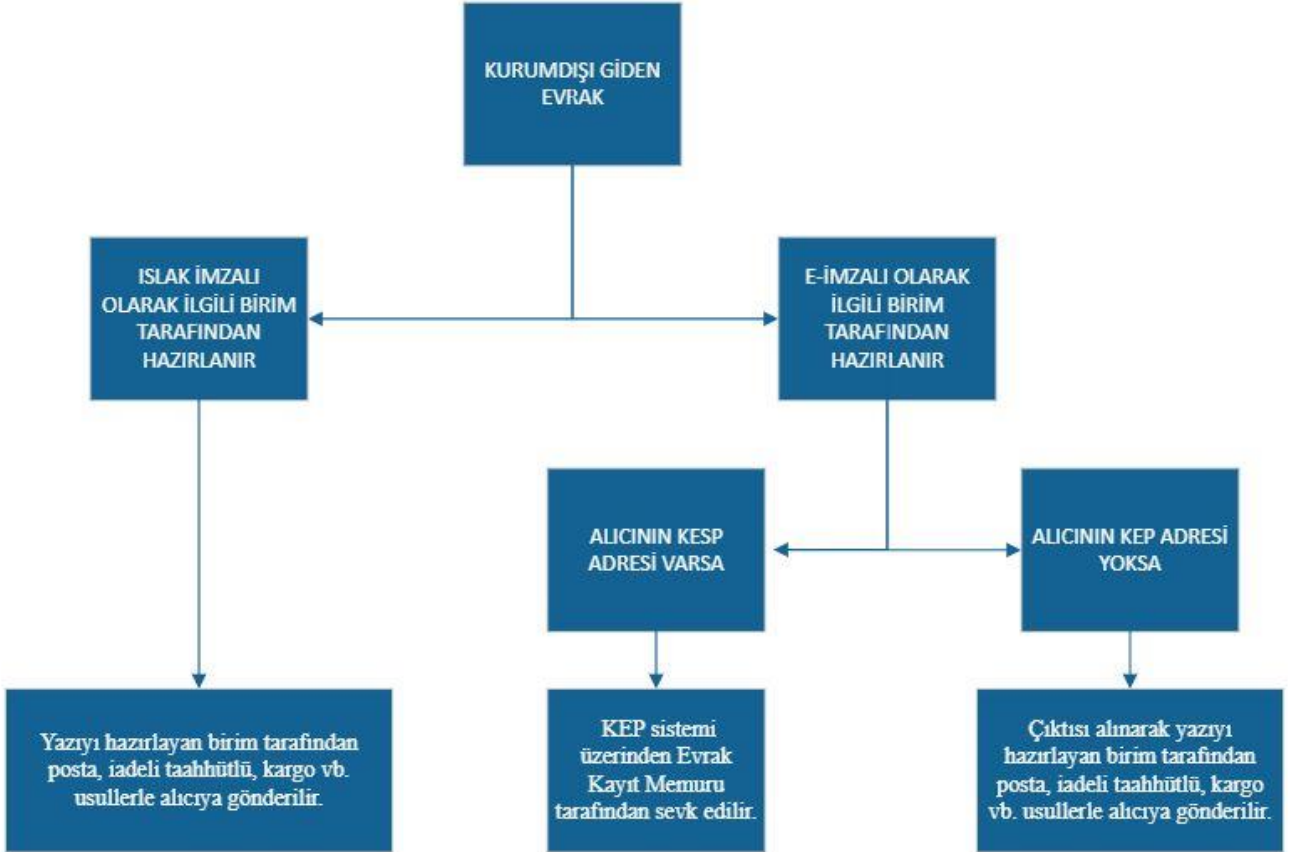 KURUMDIŞI GİDEN
EVRAK
ISLAK İMZALI
OLARAK İLGİLİ BİRİM
TARAFINDAN
HAZIRLANIR
E-İMZALI OLARAK
İLGİLİ BİRİM
TARAFINDAN
HAZIRLANIR
ALICININ KESP
ADRESİ VARSA
ALICININ KEP ADRESİ
YOKSA
Yazıyı hazırlayan birim tarafından
posta, iadeli taahhütlü, kargo vb.
usullerle alıcıya gönderilir.
KEP sistemi
üzerinden Evrak
Kayıt Memuru
tarafından sevk edilir.
Çıktısı alınarak yazıyı
hazırlayan birim tarafından
posta, iadeli taahhütlü, kargo
vb. usullerle alıcıya gönderilir.